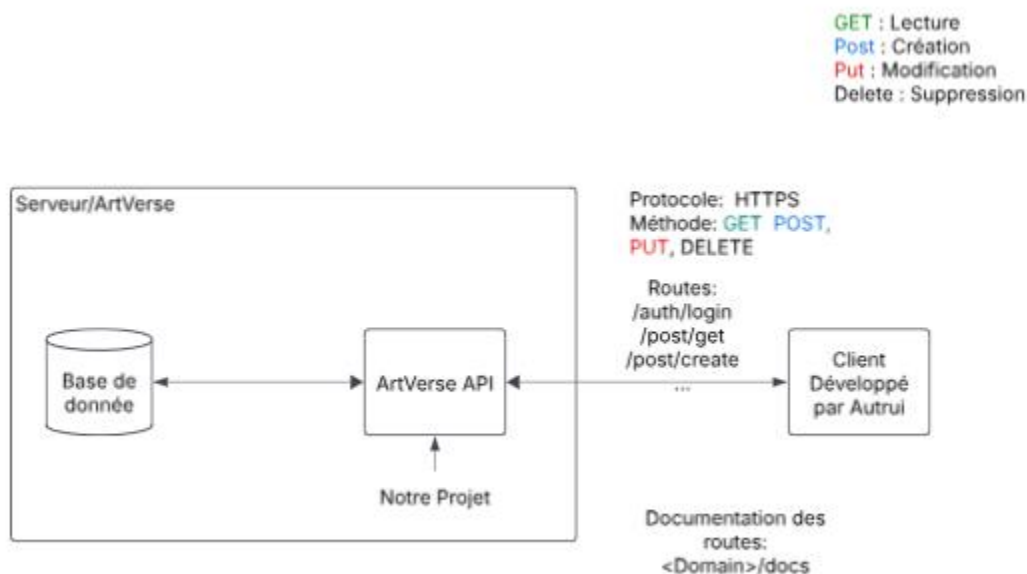 GET : Lecture
Post : Création
Put : Modification
Delete : Suppression
Serveur/ArtVerse
Protocole: HTTPS
Méthode: GET POST,
PUT, DELETE
Routes:
/auth/login
/post/get
/post/create
...
Base de
donnée
ArtVerse API
Client
Développé
par Autrui
Notre Projet
Documentation des
routes:
<Domain>/docs